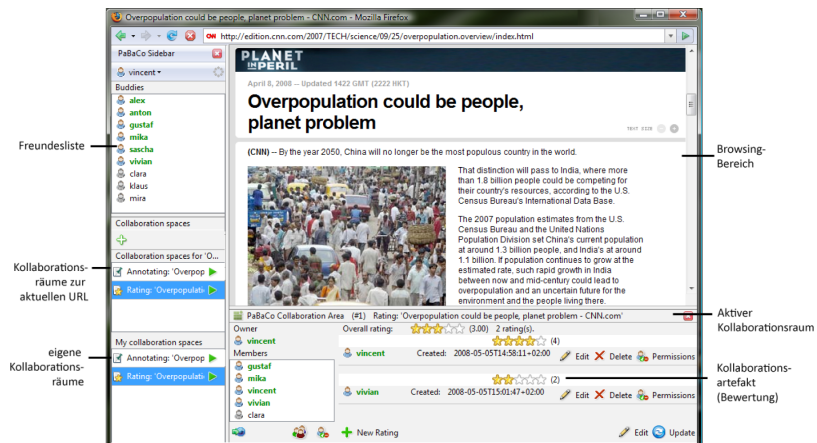 Overpopulation could be people, planet problem - CNN.com - Mozilla Firefox
CNN http://edition.cnn.com/2007/TECH/science/09/25/overpopulation.overview/index.html
PaBaCo Sidebar
vincent
Buddies
alex
anton
gustaf
mika
sascha
vivian
clara
klaus
mira
Collaboration spaces
Collaboration spaces for 'O...
Annotating: 'Overpop
Rating: 'Overpopulati
My collaboration spaces
Annotating: 'Overpop
Rating: 'Overpopulati
PLANET
IN PERIL
April 8, 2008 -- Updated 1422 GMT (2222 HKT)
Overpopulation could be people,
planet problem
TEXT SIZE
(CNN) -- By the year 2050, China will no longer be the most populous country in the world.
That distinction will pass to India, where more
than 1.8 billion people could be competing for
their country's resources, according to the U.S.
Census Bureau's International Data Base.
The 2007 population estimates from the U.S.
Census Bureau and the United Nations
Population Division set China's current population
at around 1.3 billion people, and India's at around
1.1 billion. If population continues to grow at the
estimated rate, such rapid growth in India
between now and mid-century could lead to
overpopulation and an uncertain future for the
environment and the people living there.
PaBaCo Collaboration Area (#1) Rating: 'Overpopulation could be people, planet problem - CNN.com'
Owner
vincent
Members
gustaf
mika
vincent
vivian
clara
Overall rating: (3.00) 2 rating(s).
(4)
vincent Created: 2008-05-05T14:58:11+02:00 Edit Delete Permissions
(2)
vivian Created: 2008-05-05T15:01:47+02:00 Edit Delete Permissions
New Rating
Edit Update
Freundesliste
Kollaborations-
räume zur
aktuellen URL
eigene
Kollaborations-
räume
Browsing-
Bereich
Aktiver
Kollaborationsraum
Kollaborations-
artefakt
(Bewertung)